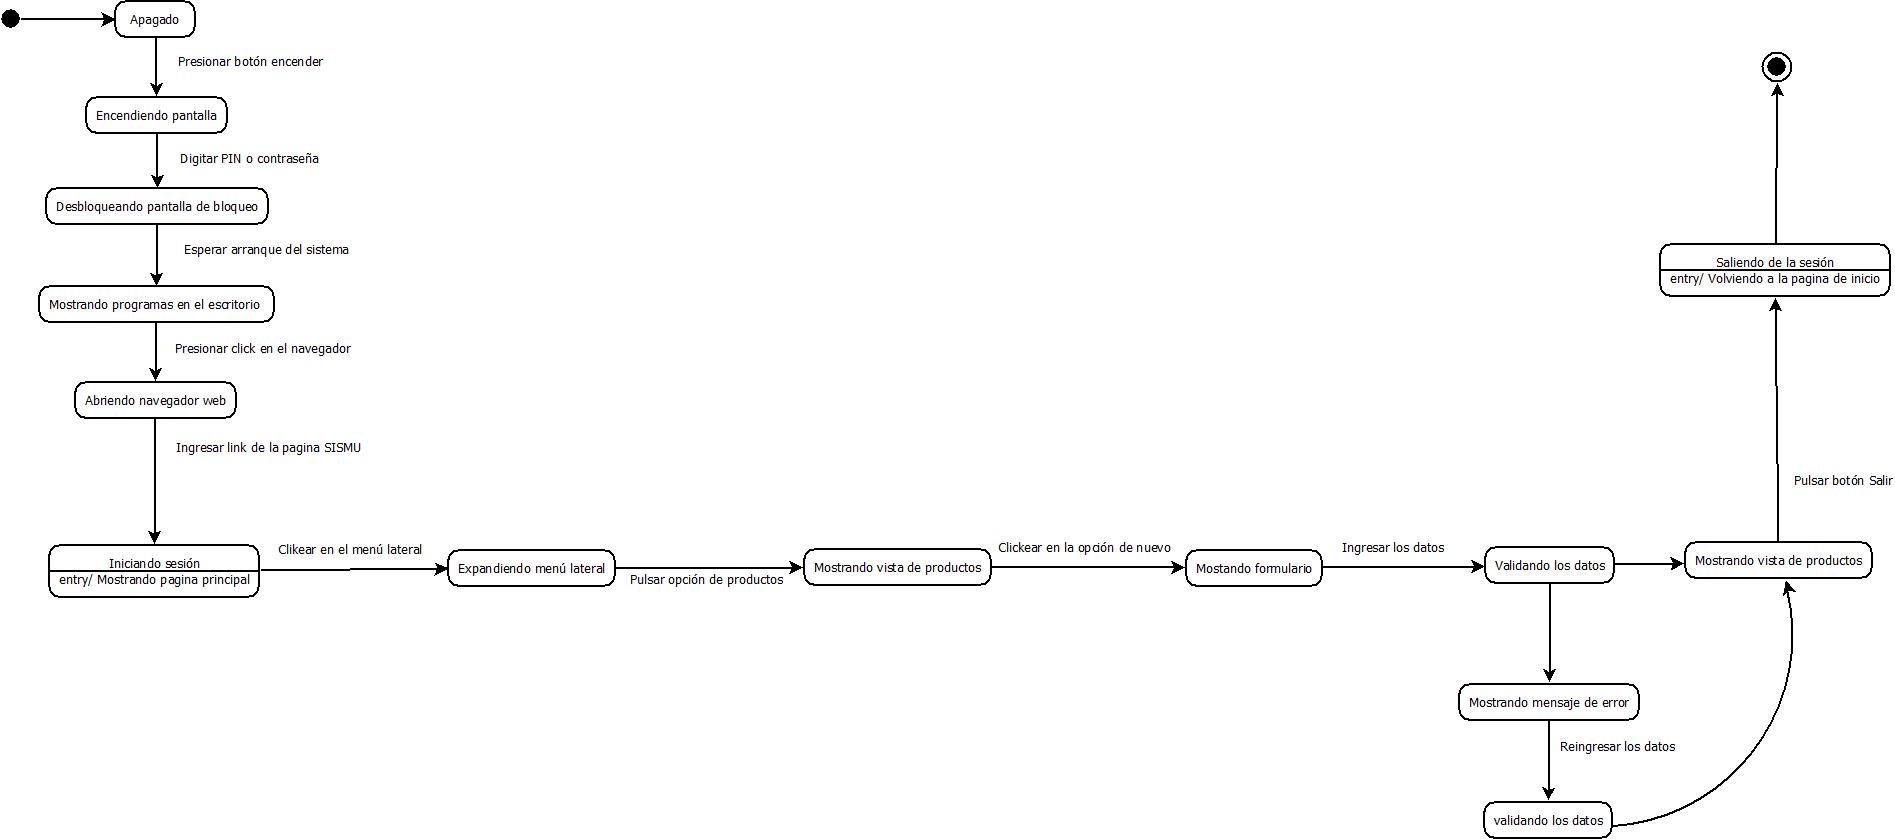 Apagado
Presionar botón encender
Encendiendo pantalla
Digitar PIN o contraseña
Desbloqueando pantalla de bloqueo
Esperar arranque del sistema
Mostrando programas en el escritorio
Presionar click en el navegador
Abriendo navegador web
Ingresar link de la pagina SISMU
Iniciando sesión
entry/ Mostrando pagina principal
Clikear en el menú lateral
Expandiendo menú lateral
Pulsar opción de productos
Mostrando vista de productos
Clickear en la opción de nuevo
Mostando formulario
Ingresar los datos
Validando los datos
Mostrando mensaje de error
Reingresar los datos
validando los datos
Mostrando vista de productos
Pulsar botón Salir
Saliendo de la sesión
entry/ Volviendo a la pagina de inicio